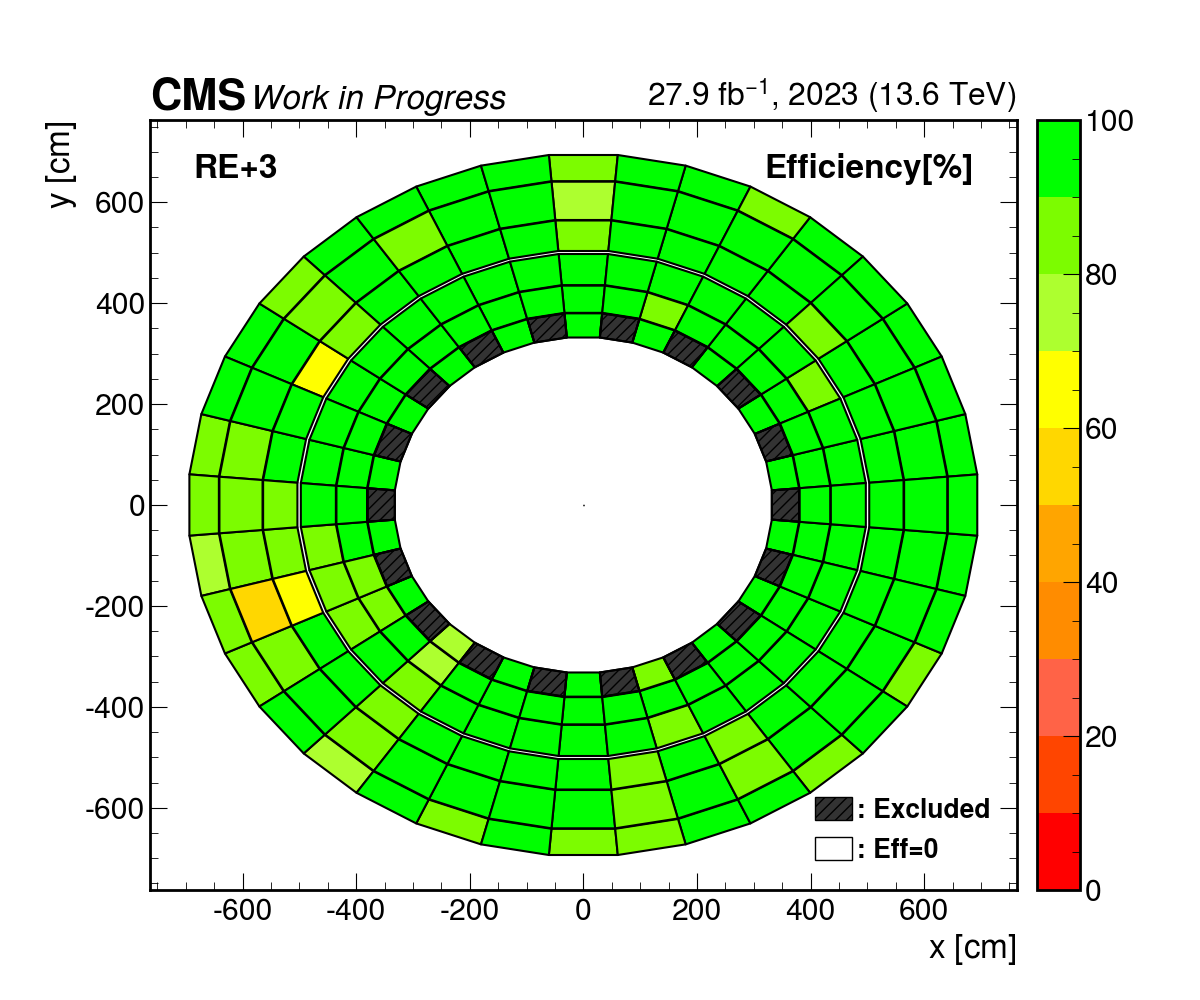 CMS Work in Progress 27.9 fb⁻¹, 2023 (13.6 TeV)
y [cm]
RE+3 Efficiency[%]
600
400
200
0
-200
-400
-600
100
80
60
40
20
0
: Excluded
: Eff=0
-600 -400 -200 0 200 400 600
x [cm]